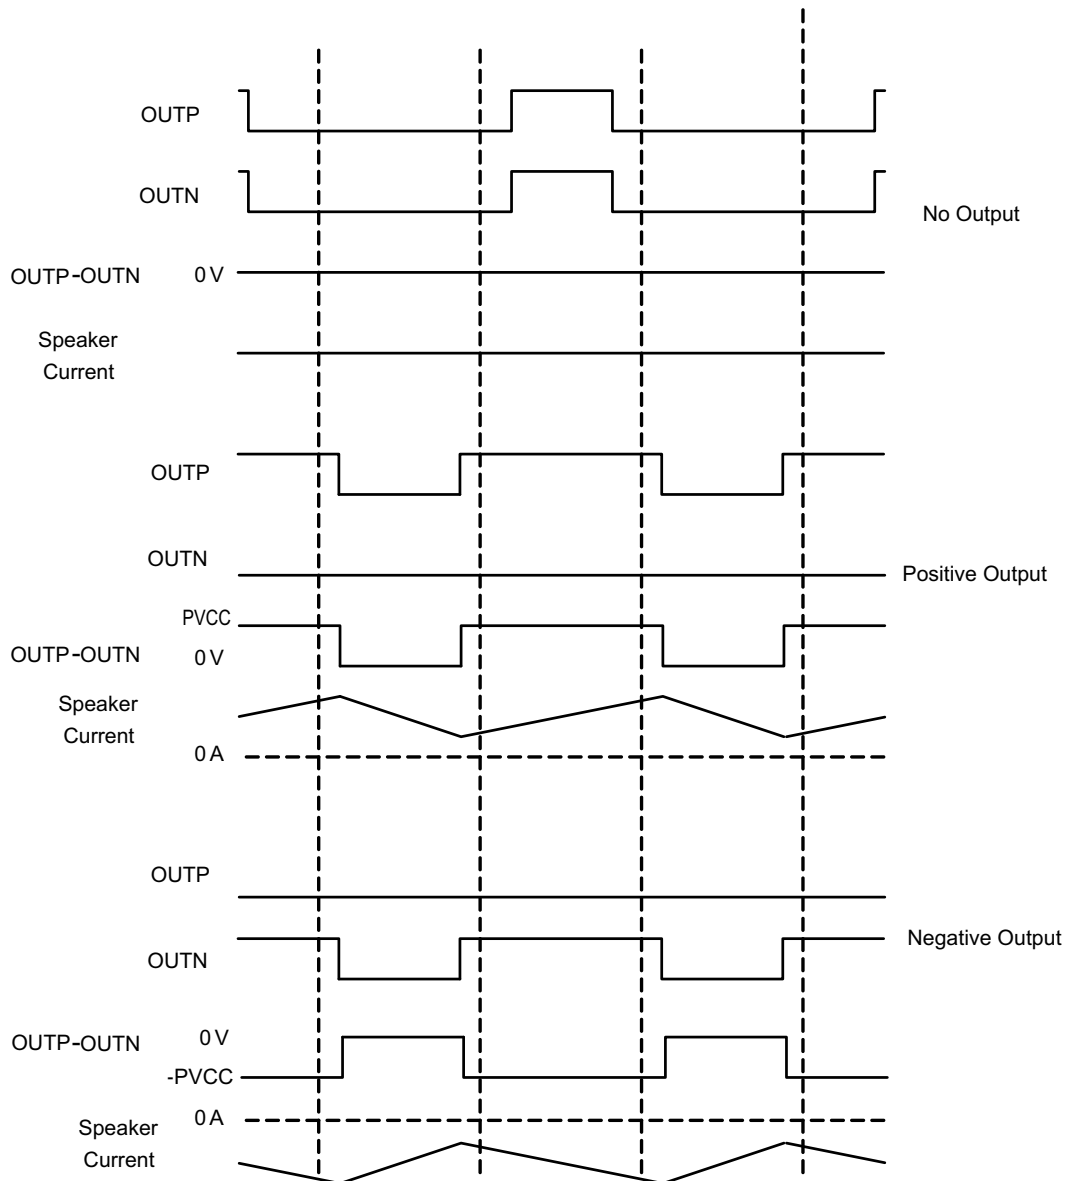 OUTP
OUTN
No Output
OUTP-OUTN 0 V
Speaker
Current
OUTP
OUTN
Positive Output
PVCC
OUTP-OUTN 0 V
Speaker
Current
0 A
OUTP
Negative Output
OUTN
OUTP-OUTN 0 V
-PVCC
0 A
Speaker
Current